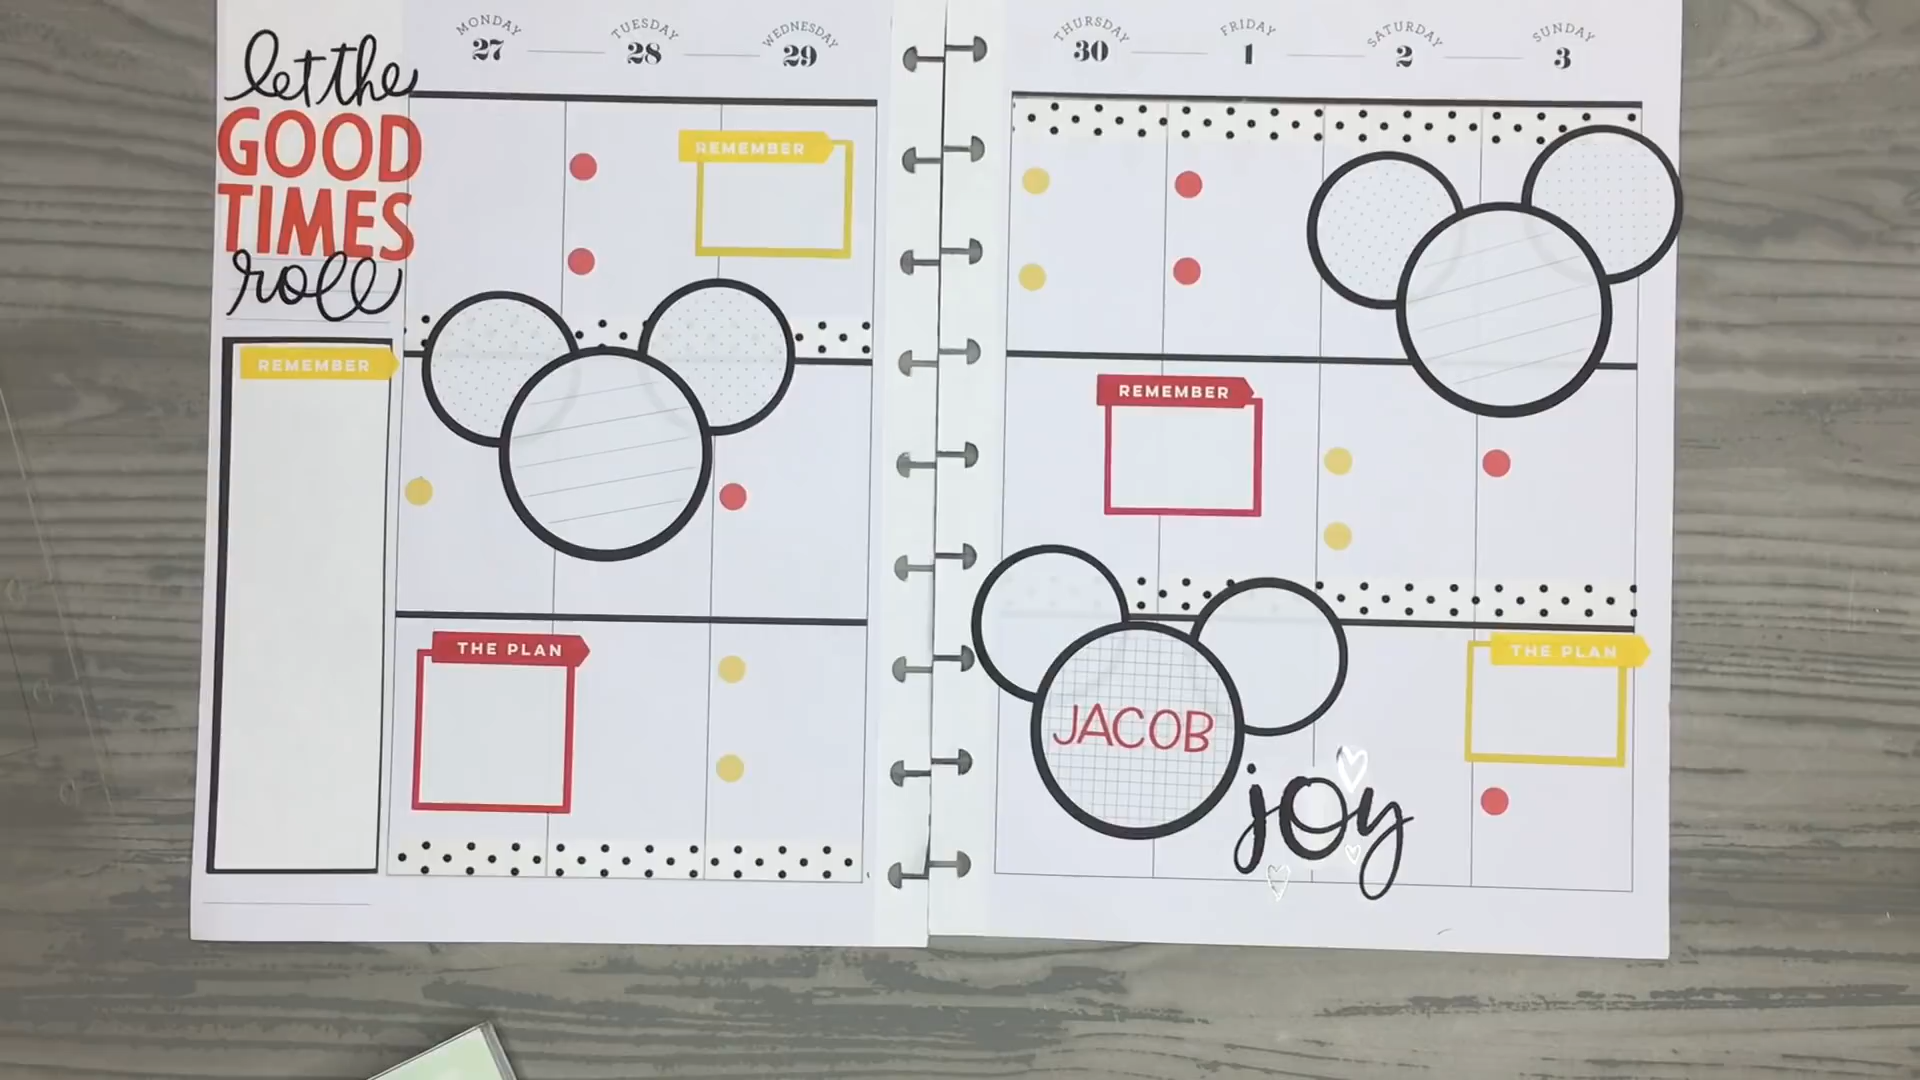 let the
GOOD
TIMES
roll
MONDAY
27
TUESDAY
28
WEDNESDAY
29
REMEMBER
REMEMBER
THE PLAN
THURSDAY
30
FRIDAY
1
SATURDAY
2
SUNDAY
3
REMEMBER
JACOB
joy
THE PLAN